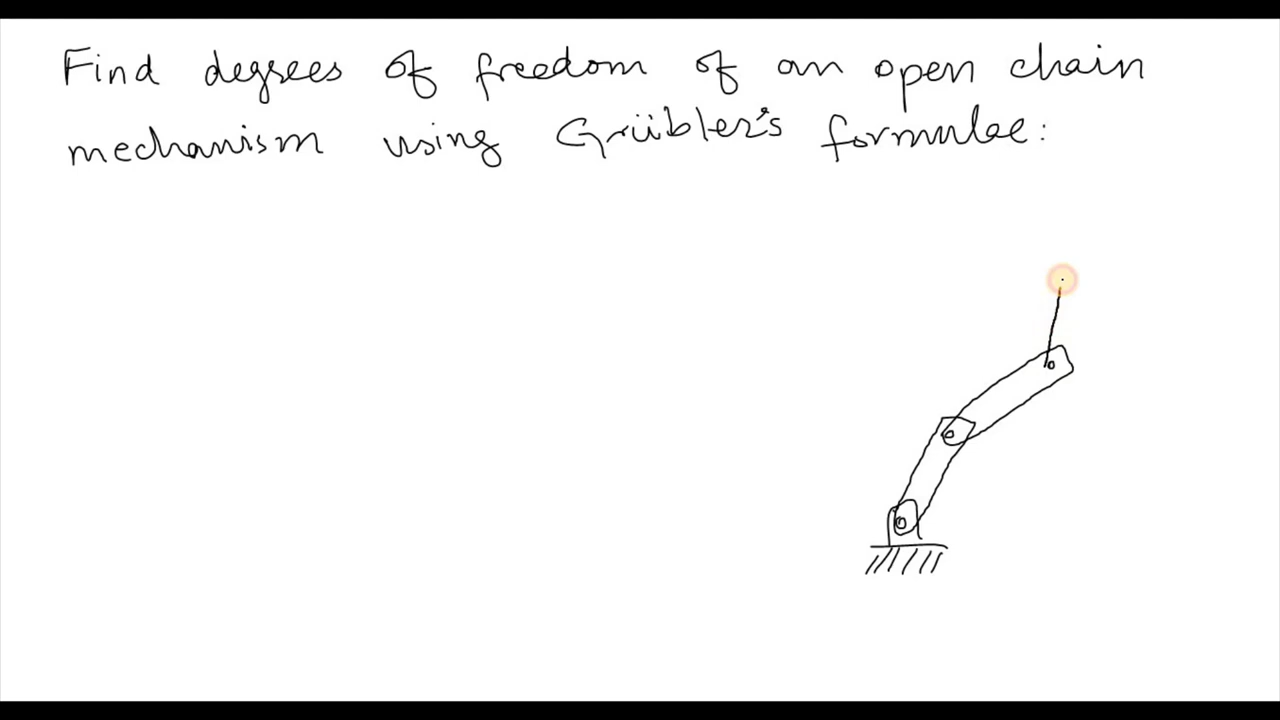 Find degrees of freedom of an open chain
mechanism using Grübler's formulae: